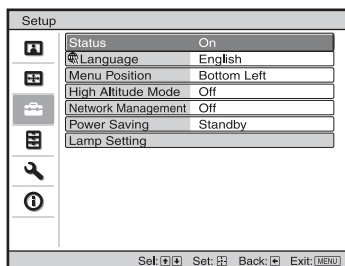 Setup
Status On
Language English
Menu Position Bottom Left
High Altitude Mode Off
Network Management Off
Power Saving Standby
Lamp Setting
Sel: Set: Back: Exit: MENU